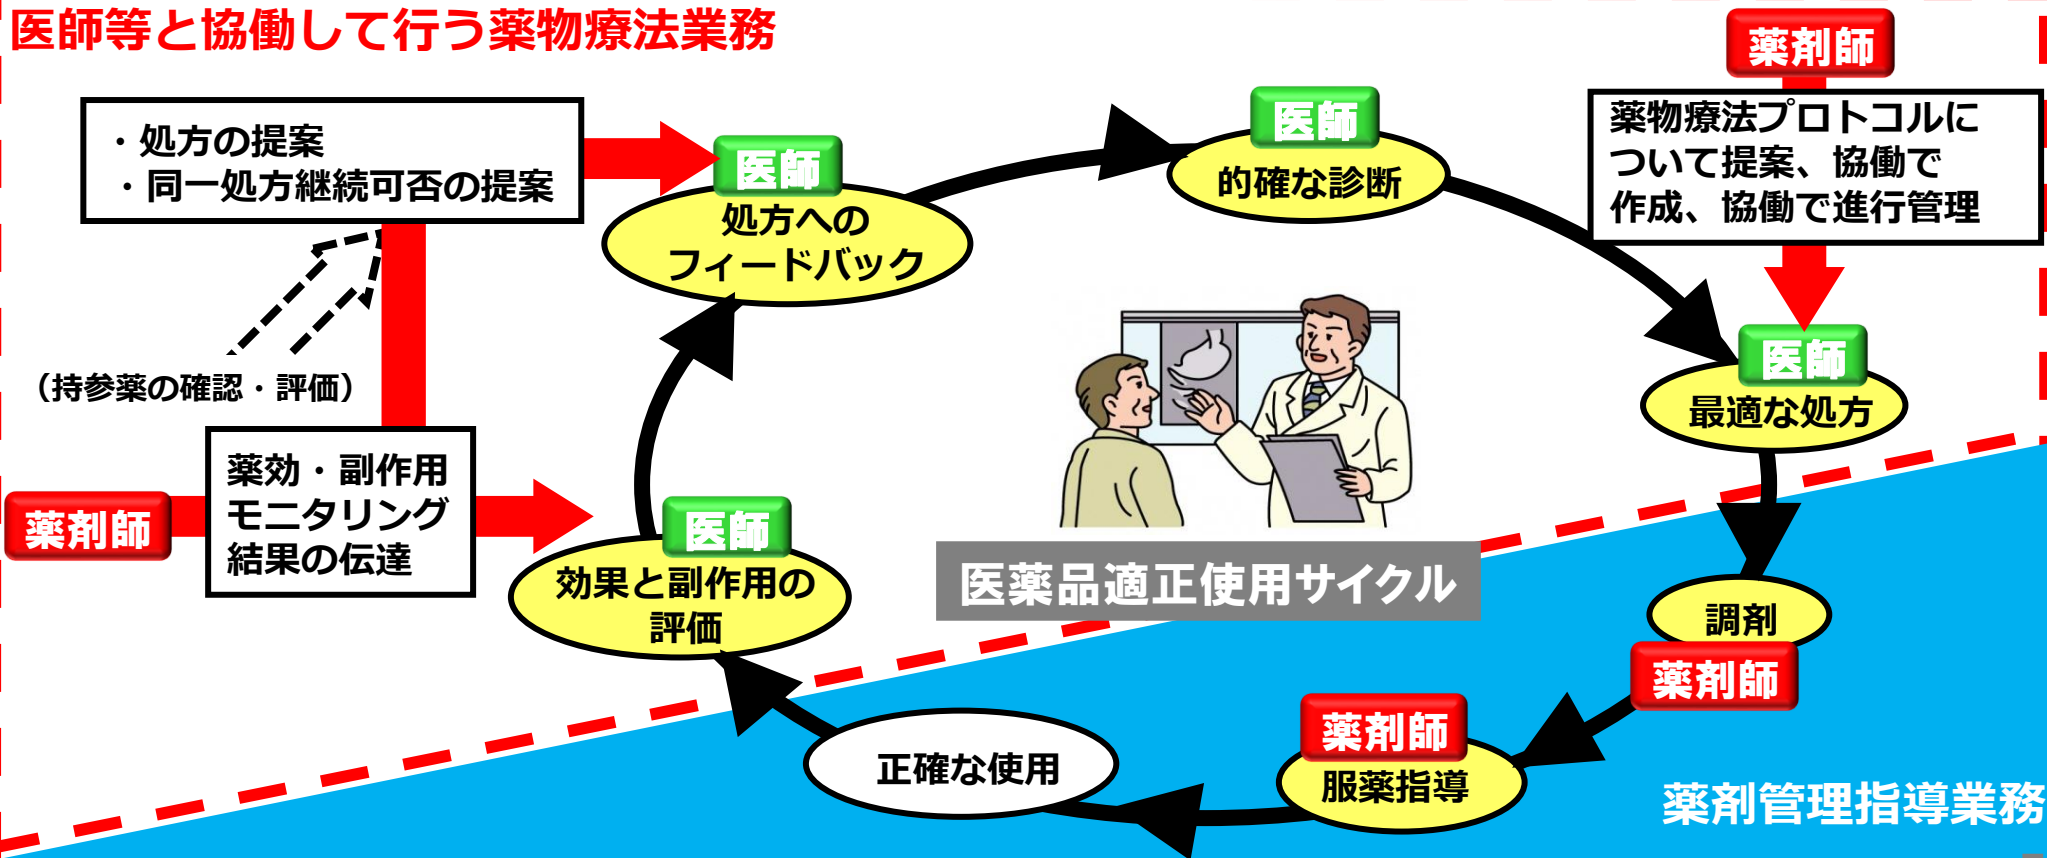 医師等と協働して行う薬物療法業務
薬剤師
薬物療法プロトコルに
ついて提案、協働で
作成、協働で進行管理
・処方の提案
・同一処方継続可否の提案
医師
処方への
フィードバック
医師
的確な診断
医師
最適な処方
（持参薬の確認・評価）
薬剤師
薬効・副作用
モニタリング
結果の伝達
医師
効果と副作用の
評価
医薬品適正使用サイクル
調剤
薬剤師
薬剤師
服薬指導
正確な使用
薬剤管理指導業務